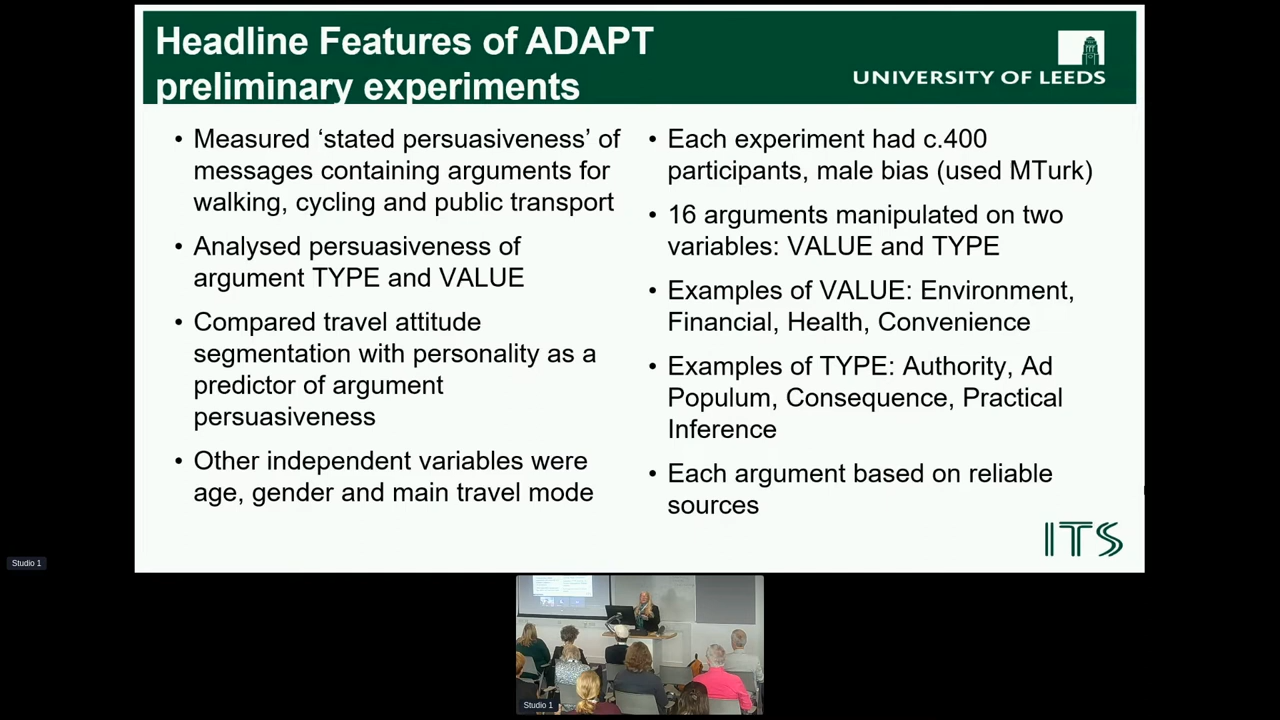 Headline Features of ADAPT
preliminary experiments
UNIVERSITY OF LEEDS
• Measured ‘stated persuasiveness’ of
messages containing arguments for
walking, cycling and public transport
• Analysed persuasiveness of
argument TYPE and VALUE
• Compared travel attitude
segmentation with personality as a
predictor of argument
persuasiveness
• Other independent variables were
age, gender and main travel mode
• Each experiment had c.400
participants, male bias (used MTurk)
• 16 arguments manipulated on two
variables: VALUE and TYPE
• Examples of VALUE: Environment,
Financial, Health, Convenience
• Examples of TYPE: Authority, Ad
Populum, Consequence, Practical
Inference
• Each argument based on reliable
sources
ITS
Studio 1
Studio 1